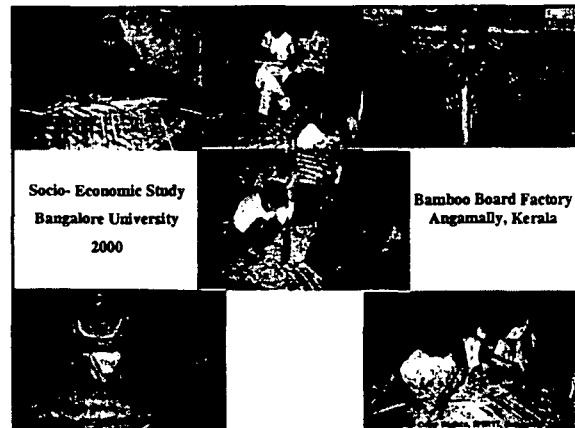 Socio- Economic Study
Bangalore University
2000
Bamboo Board Factory
Angamally, Kerala